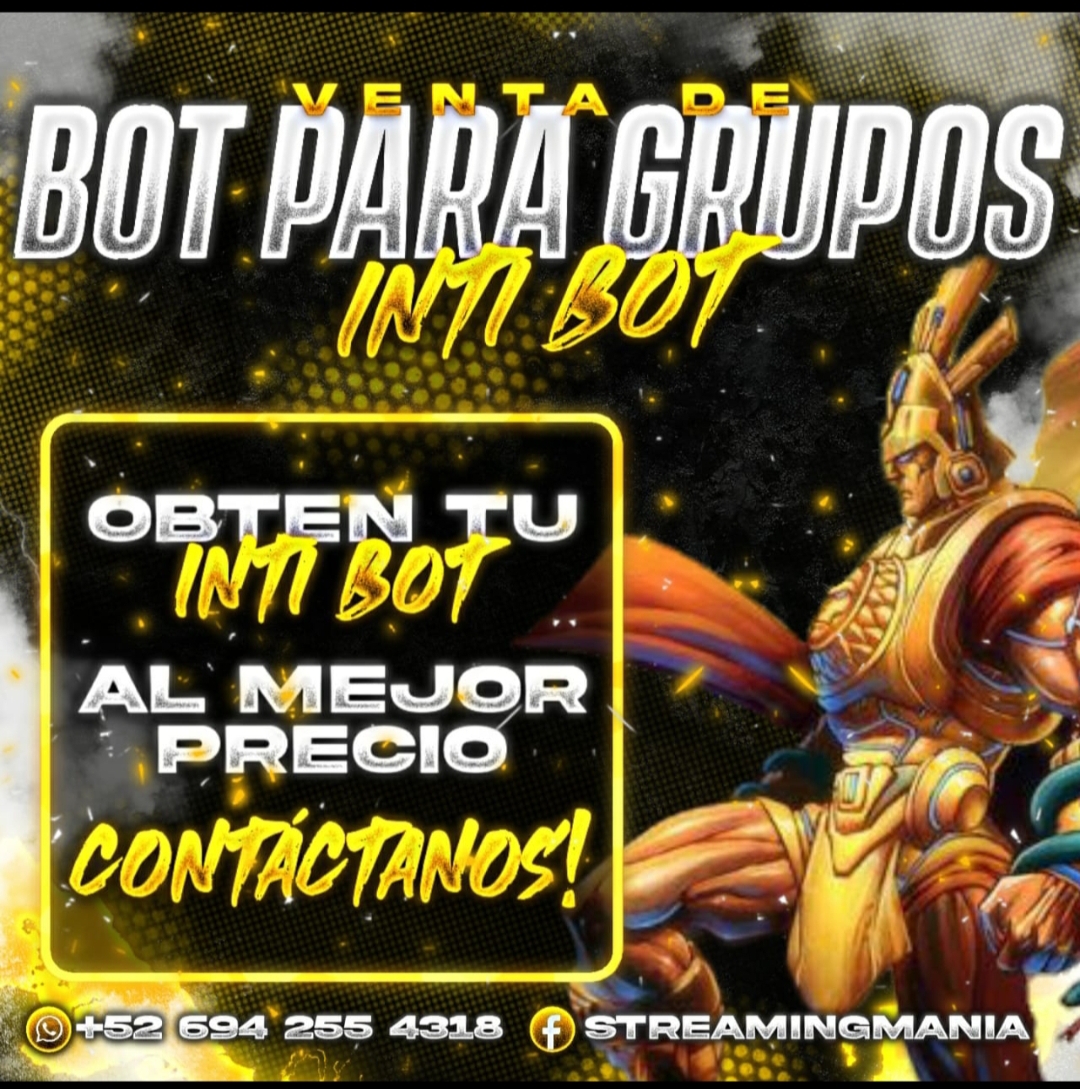 VENTA DE
BOT PARA GRUPOS
INTI BOT
OBTEN TU
INTI BOT
AL MEJOR
PRECIO
CONTÁCTANOS!
+52 694 255 4318
STREAMINGMANIA